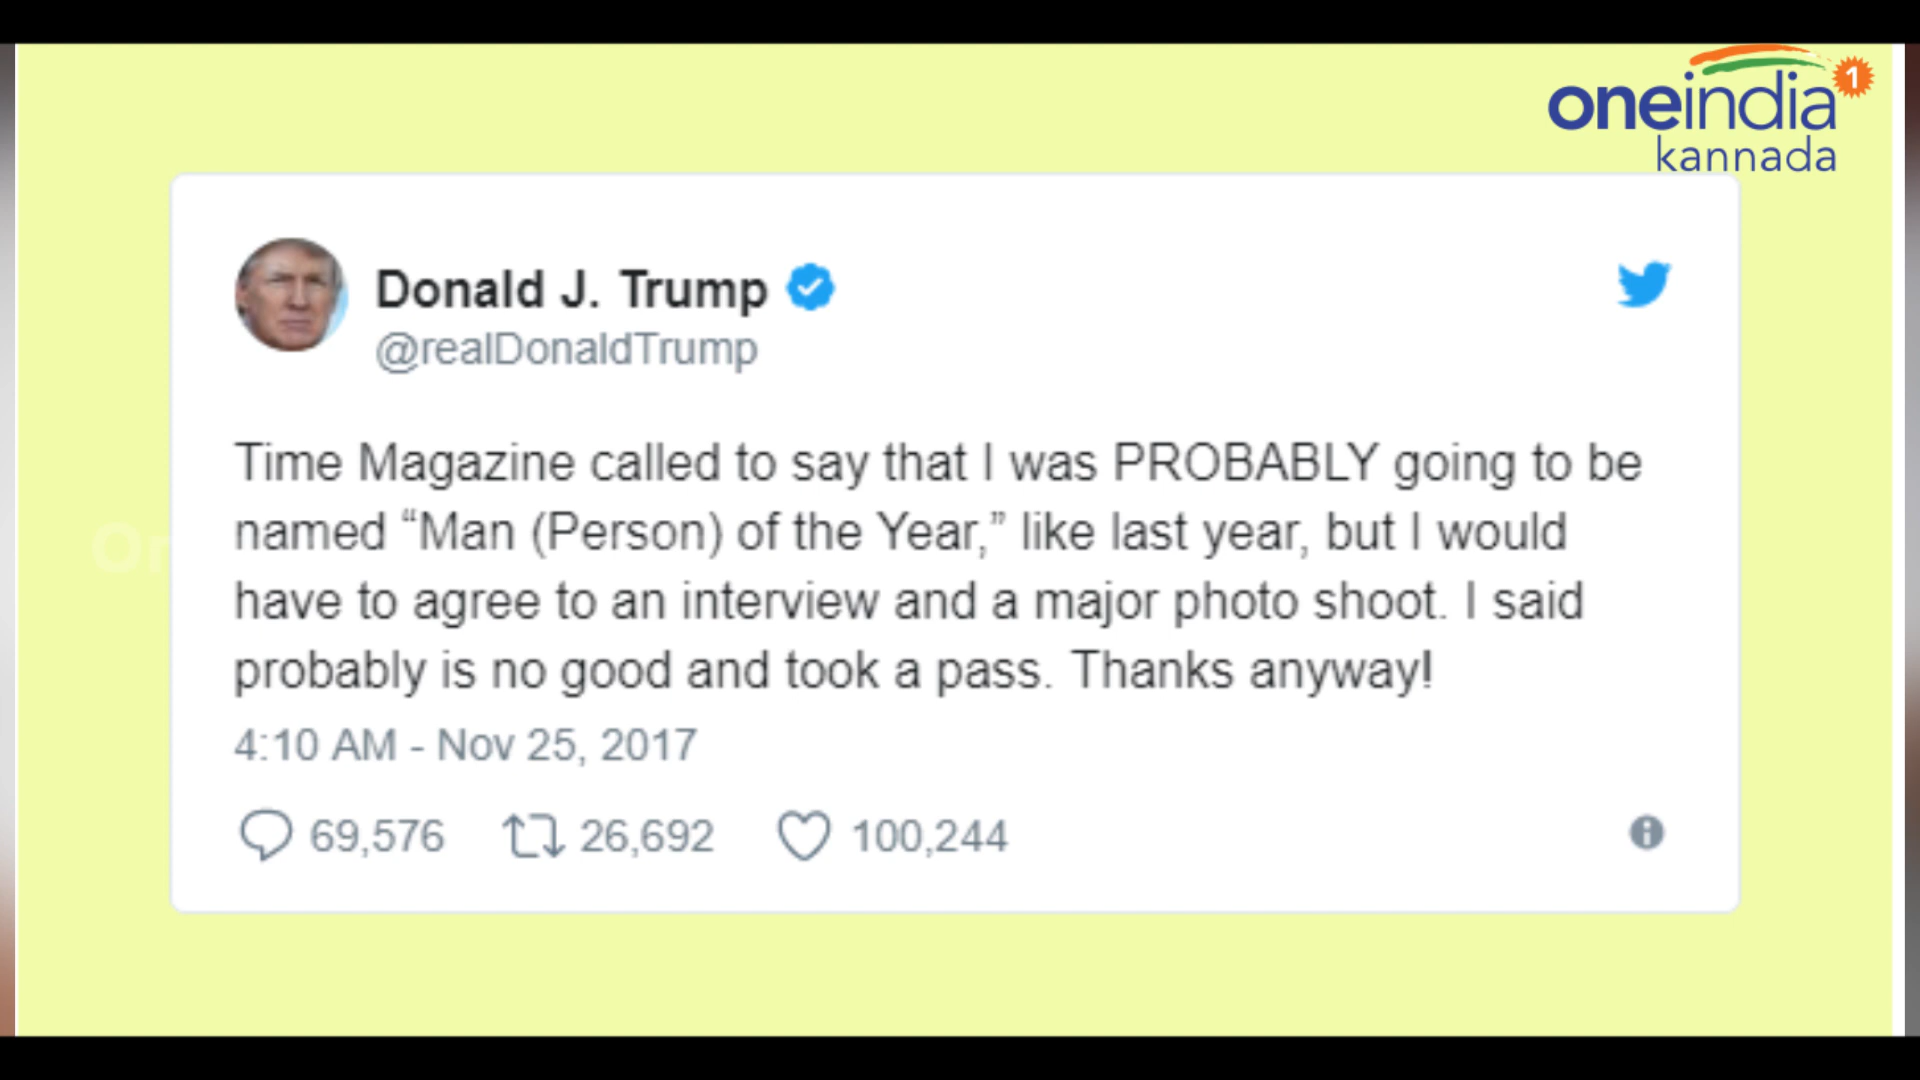 oneindia 1
kannada
Donald J. Trump
@realDonaldTrump
Time Magazine called to say that I was PROBABLY going to be
named “Man (Person) of the Year,” like last year, but I would
have to agree to an interview and a major photo shoot. I said
probably is no good and took a pass. Thanks anyway!
4:10 AM - Nov 25, 2017
69,576 26,692 100,244